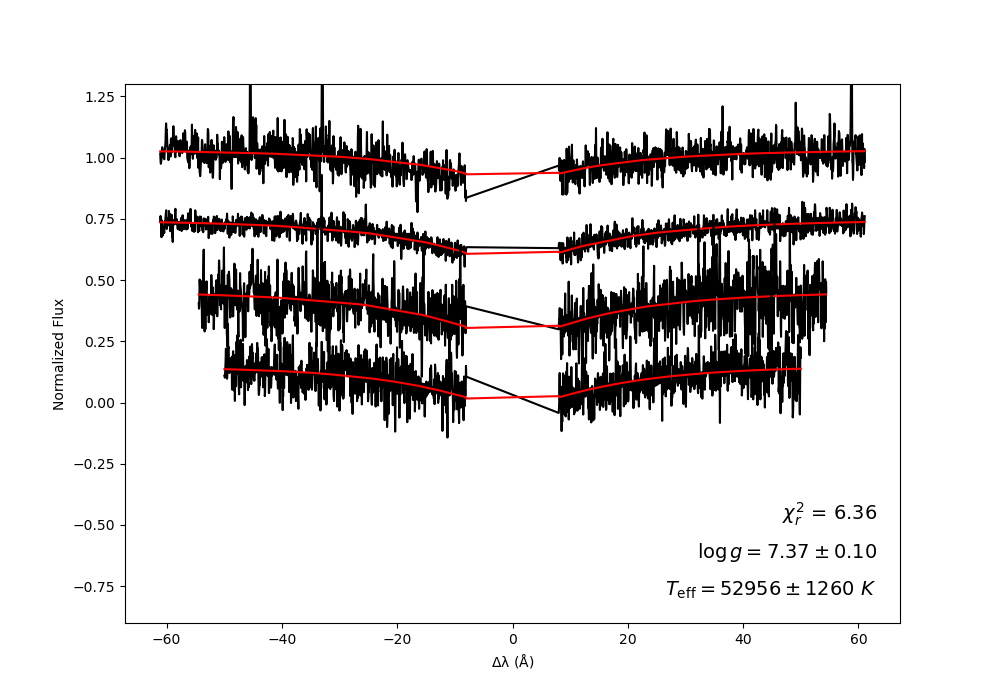 1.25
1.00
0.75
0.50
0.25
0.00
−0.25
−0.50
−0.75
Normalized Flux
χ²ᵣ = 6.36
log g = 7.37 ± 0.10
T_eff = 52956 ± 1260 K
−60 −40 −20 0 20 40 60
Δλ (Å)